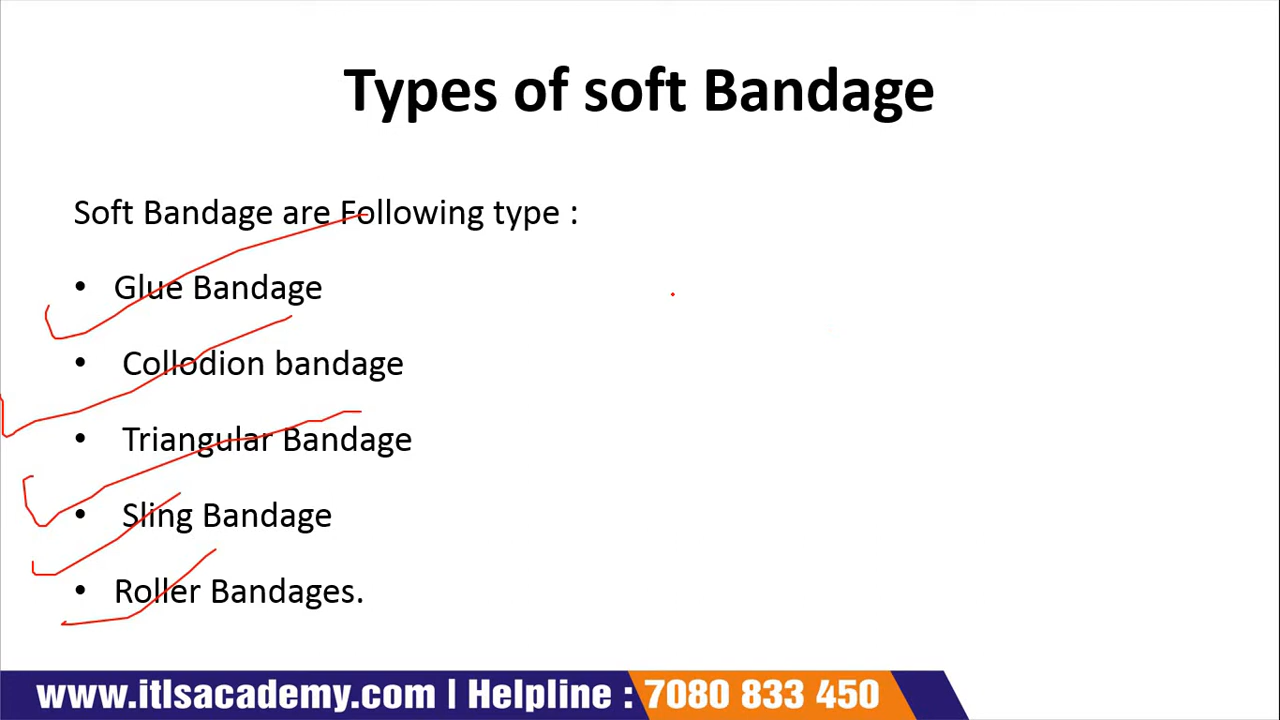 Types of soft Bandage
Soft Bandage are Following type :
• Glue Bandage
• Collodion bandage
• Triangular Bandage
• Sling Bandage
• Roller Bandages.
www.itlsacademy.com | Helpline : 7080 833 450